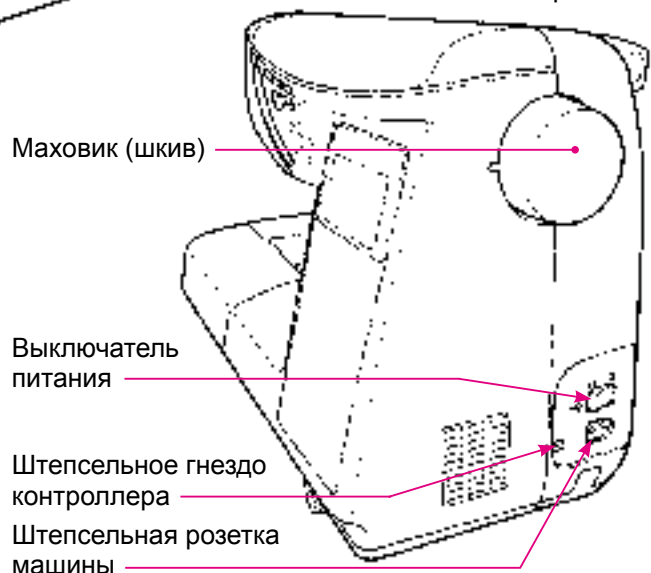 Маховик (шкив)
Выключатель
питания
Штепсельное гнездо
контроллера
Штепсельная розетка
машины